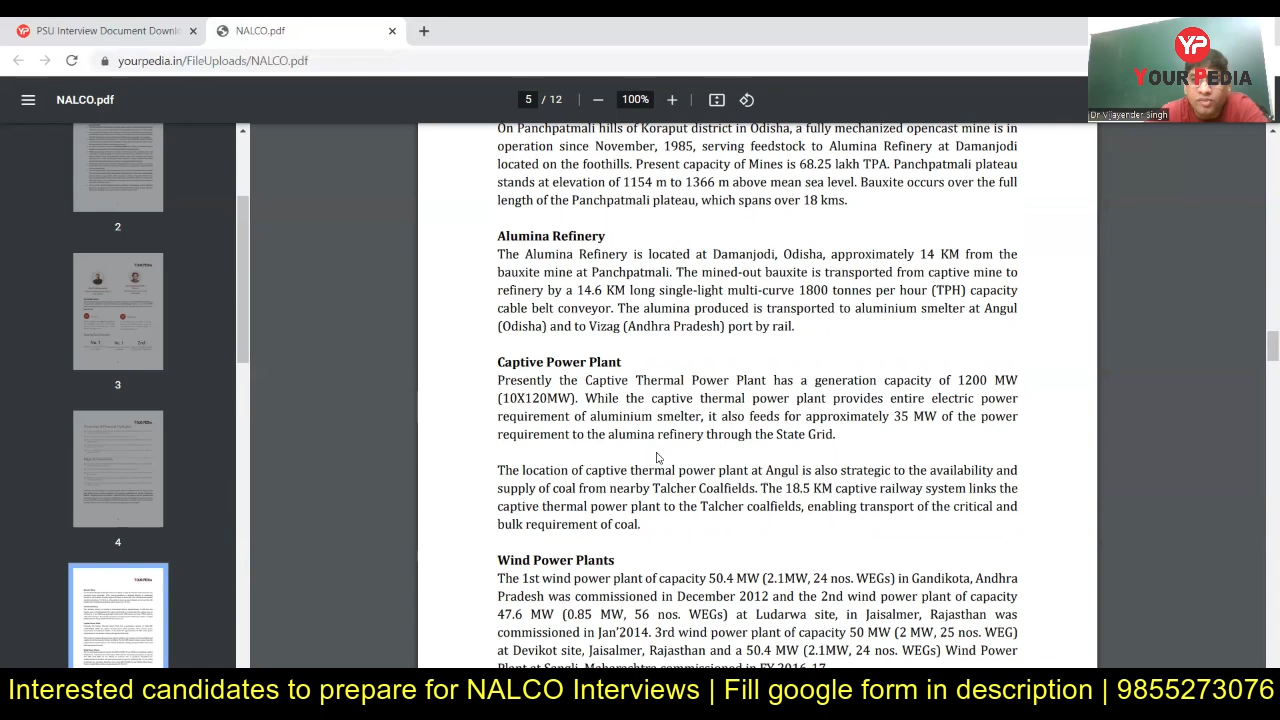 PSU Interview Document Downl
NALCO.pdf
yourpedia.in/FileUploads/NALCO.pdf
NALCO.pdf
5 / 12
100%
YP
YOUR PEDIA
Dr Vijayender Singh
2
3
4
On Panchpatmali hills of Koraput district in Odisha, a fully mechanized opencast mine is in
operation since November, 1985, serving feedstock to Alumina Refinery at Damanjodi
located on the foothills. Present capacity of Mines is 68.25 lakh TPA. Panchpatmali plateau
stands at elevation of 1154 m to 1366 m above mean sea level. Bauxite occurs over the full
length of the Panchpatmali plateau, which spans over 18 kms.
Alumina Refinery
The Alumina Refinery is located at Damanjodi, Odisha, approximately 14 KM from the
bauxite mine at Panchpatmali. The mined-out bauxite is transported from captive mine to
refinery by a 14.6 KM long single-light multi-curve 1800 tonnes per hour (TPH) capacity
cable belt conveyor. The alumina produced is transported to aluminium smelter at Angul
(Odisha) and to Vizag (Andhra Pradesh) port by rail.
Captive Power Plant
Presently the Captive Thermal Power Plant has a generation capacity of 1200 MW
(10X120MW). While the captive thermal power plant provides entire electric power
requirement of aluminium smelter, it also feeds for approximately 35 MW of the power
requirement to the alumina refinery through the State Grid.
The location of captive thermal power plant at Angul is also strategic to the availability and
supply of coal from nearby Talcher Coalfields. The 18.5 KM captive railway system links the
captive thermal power plant to the Talcher coalfields, enabling transport of the critical and
bulk requirement of coal.
Wind Power Plants
The 1st wind power plant of capacity 50.4 MW (2.1MW, 24 nos. WEGs) in Gandikota, Andhra
Pradesh was commissioned in December 2012 and the 2nd wind power plant of capacity
47.6 MW (0.85 MW, 56 nos. WEGs) at Ludarva site, in Jaisalmer, Rajasthan was
commissioned in Jan'2014. 3rd wind power plant of capacity 50 MW (2 MW, 25 nos. WEG)
at Devikot site, Jaisalmer, Rajasthan and a 50.4 MW (2.1MW, 24 nos. WEGs) Wind Power
Maharashtra commissioned FY 2016-17
Interested candidates to prepare for NALCO Interviews | Fill google form in description | 9855273076